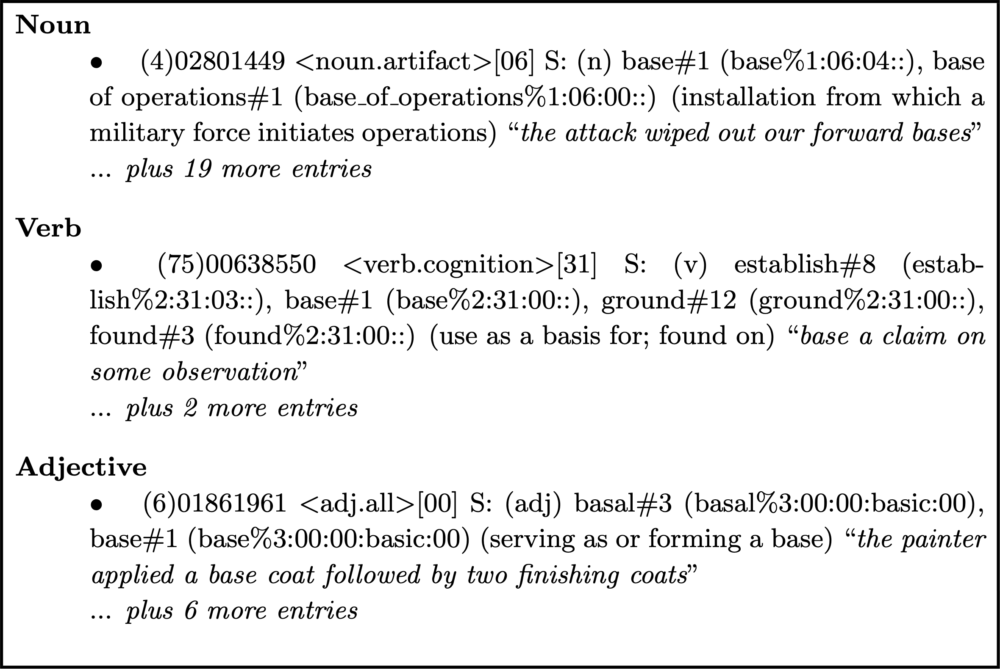 Noun
● (4)02801449 <noun.artifact>[06] S: (n) base#1 (base%1:06:04::), base
of operations#1 (base_of_operations%1:06:00::) (installation from which a
military force initiates operations) “the attack wiped out our forward bases”
... plus 19 more entries
Verb
● (75)00638550 <verb.cognition>[31] S: (v) establish#8 (estab-
lish%2:31:03::), base#1 (base%2:31:00::), ground#12 (ground%2:31:00::),
found#3 (found%2:31:00::) (use as a basis for; found on) “base a claim on
some observation”
... plus 2 more entries
Adjective
● (6)01861961 <adj.all>[00] S: (adj) basal#3 (basal%3:00:00:basic:00),
base#1 (base%3:00:00:basic:00) (serving as or forming a base) “the painter
applied a base coat followed by two finishing coats”
... plus 6 more entries